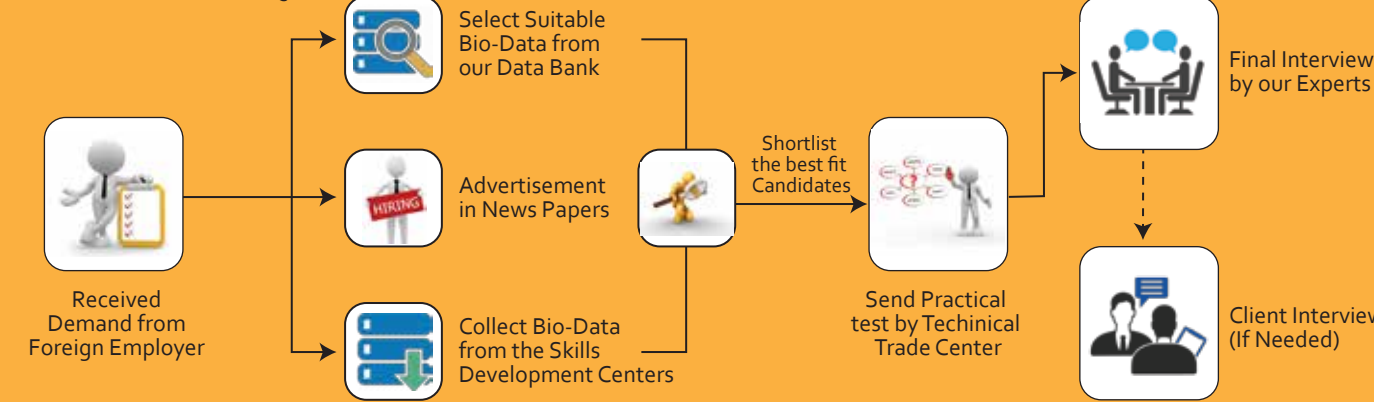 Select Suitable
Bio-Data from
our Data Bank
Advertisement
in News Papers
HIRING
Collect Bio-Data
from the Skills
Development Centers
Received
Demand from
Foreign Employer
Shortlist
the best fit
Candidates
Send Practical
test by Techinical
Trade Center
Final Interview
by our Experts
Client Interview
(If Needed)